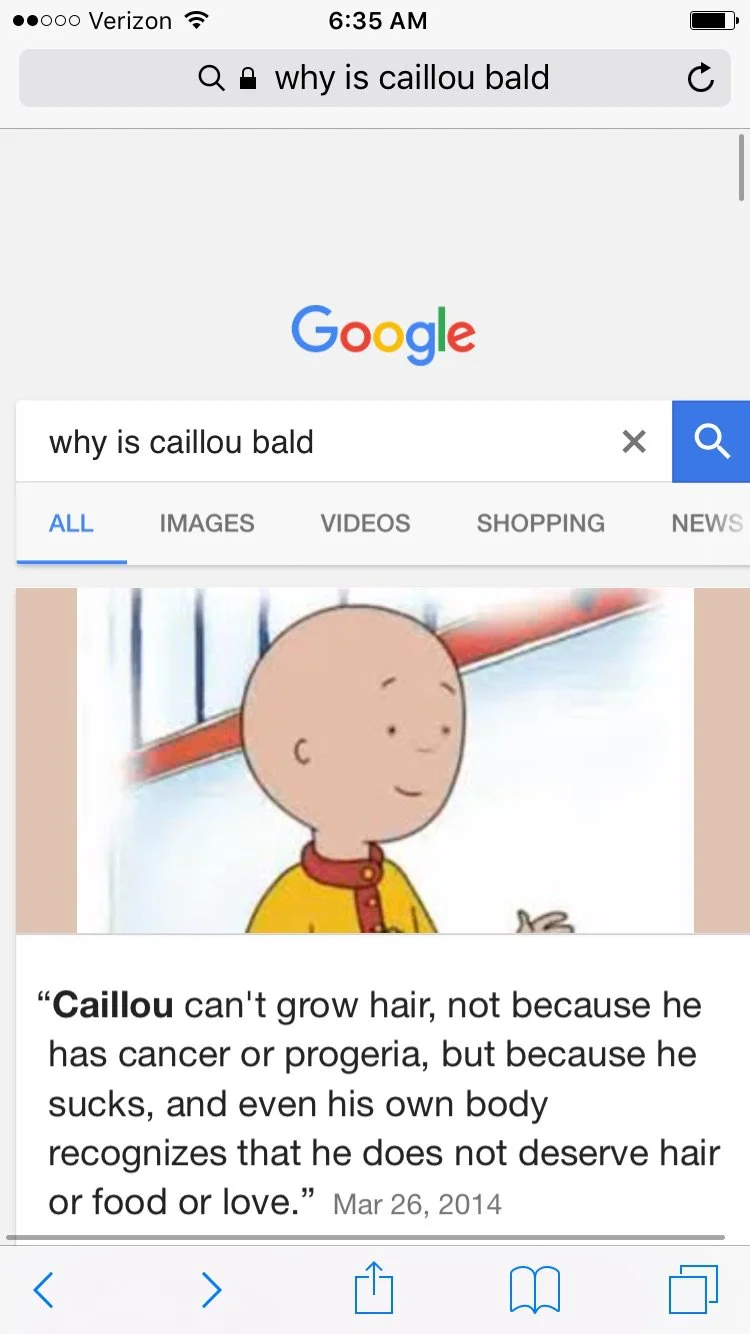 Verizon 6:35 AM
why is caillou bald
Google
why is caillou bald
ALL IMAGES VIDEOS SHOPPING NEWS
“Caillou can't grow hair, not because he
has cancer or progeria, but because he
sucks, and even his own body
recognizes that he does not deserve hair
or food or love.” Mar 26, 2014